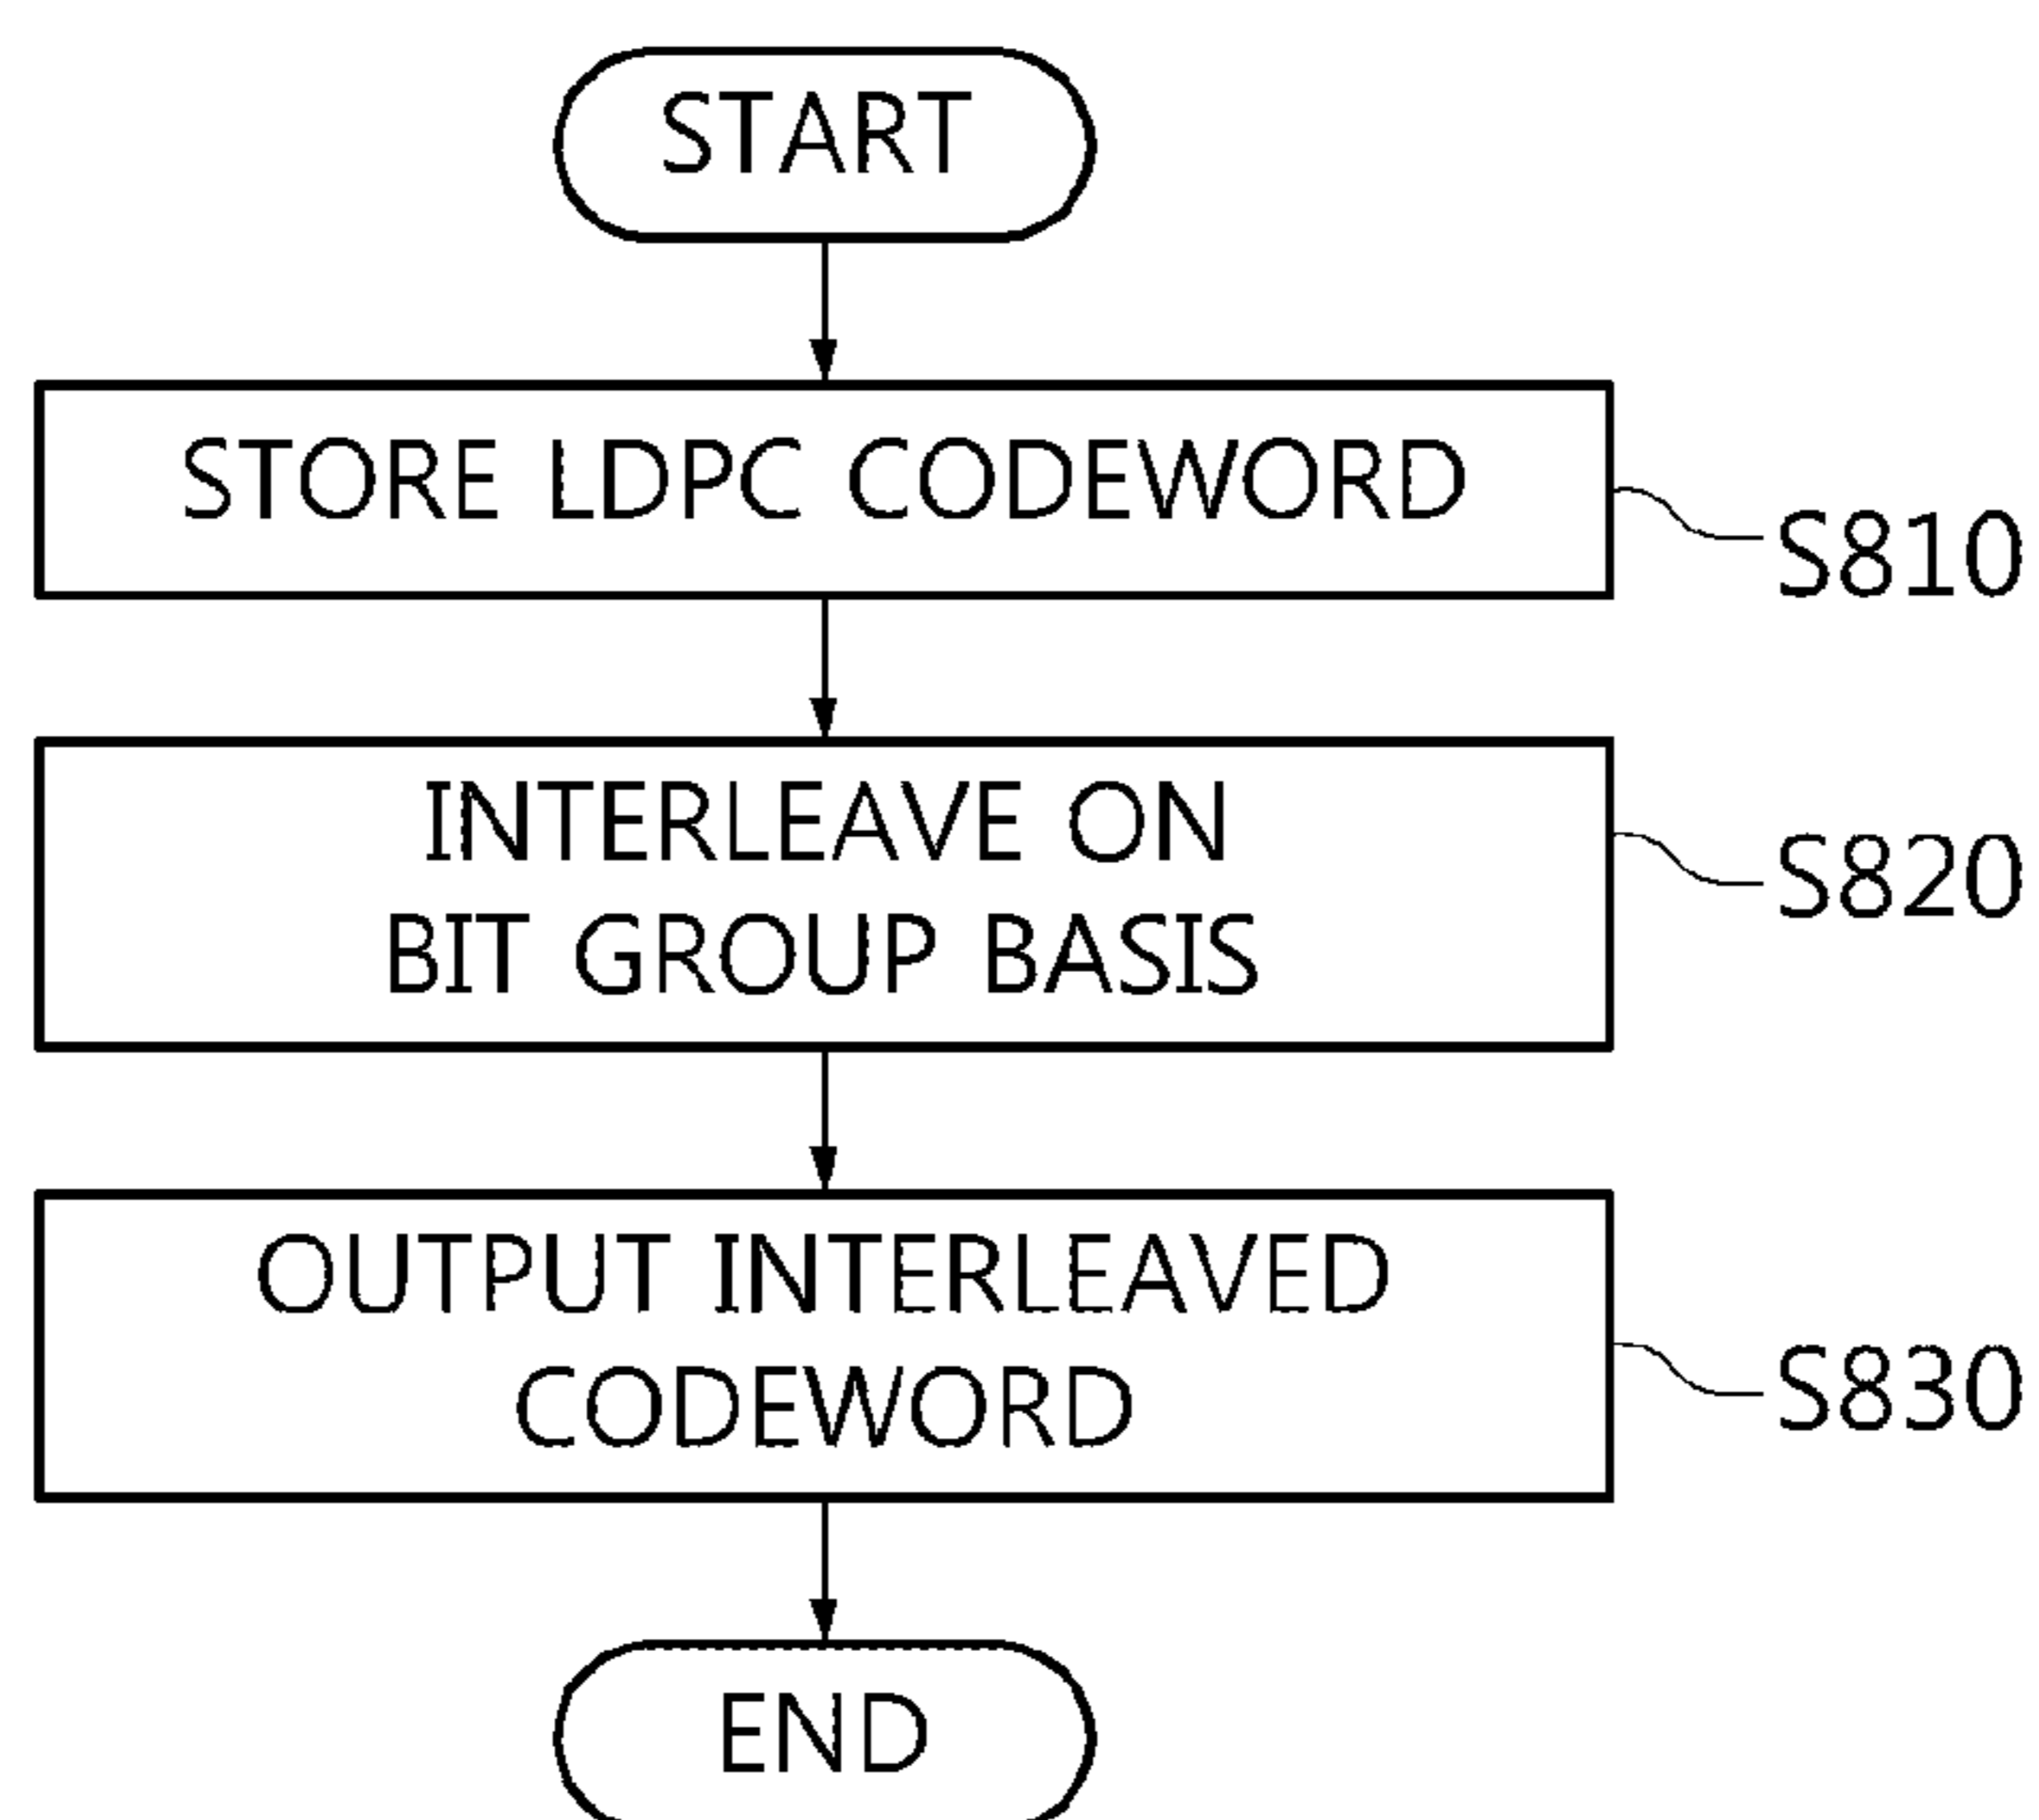 START
STORE LDPC CODEWORD
S810
INTERLEAVE ON
BIT GROUP BASIS
S820
OUTPUT INTERLEAVED
CODEWORD
S830
END